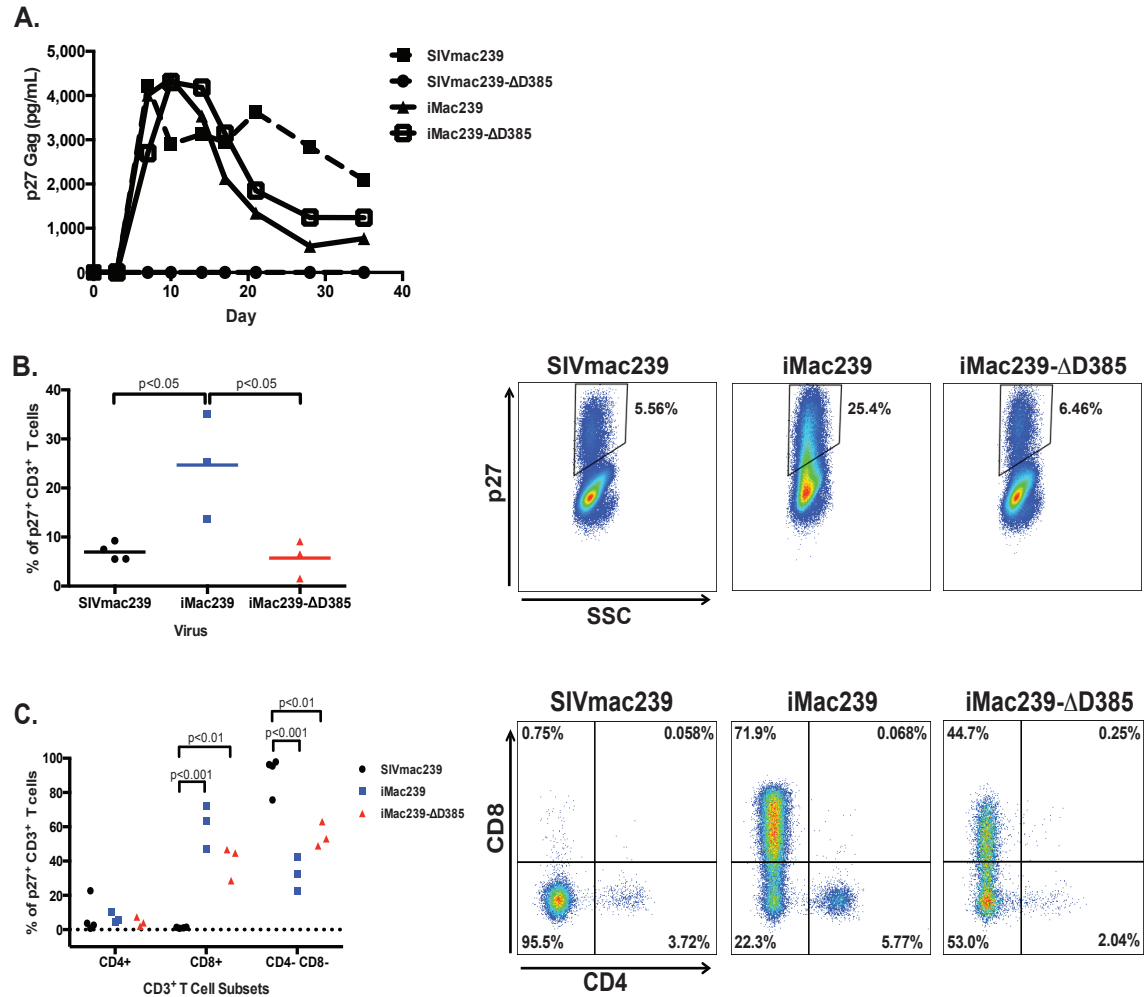 A.
5,000
4,000
3,000
2,000
1,000
0
p27 Gag (pg/mL)
0 10 20 30 40
Day
SIVmac239
SIVmac239-ΔD385
iMac239
iMac239-ΔD385
B.
p<0.05 p<0.05
40
30
20
10
0
% of p27+ CD3+ T cells
SIVmac239 iMac239 iMac239-ΔD385
Virus
SIVmac239 iMac239 iMac239-ΔD385
5.56% 25.4% 6.46%
p27
SSC
C.
p<0.01
p<0.001
p<0.01
p<0.001
100
80
60
40
20
0
% of p27+ CD3+ T cells
CD4+ CD8+ CD4- CD8-
CD3+ T Cell Subsets
SIVmac239
iMac239
iMac239-ΔD385
SIVmac239 iMac239 iMac239-ΔD385
0.75% 0.058% 71.9% 0.068% 44.7% 0.25%
CD8
95.5% 3.72% 22.3% 5.77% 53.0% 2.04%
CD4